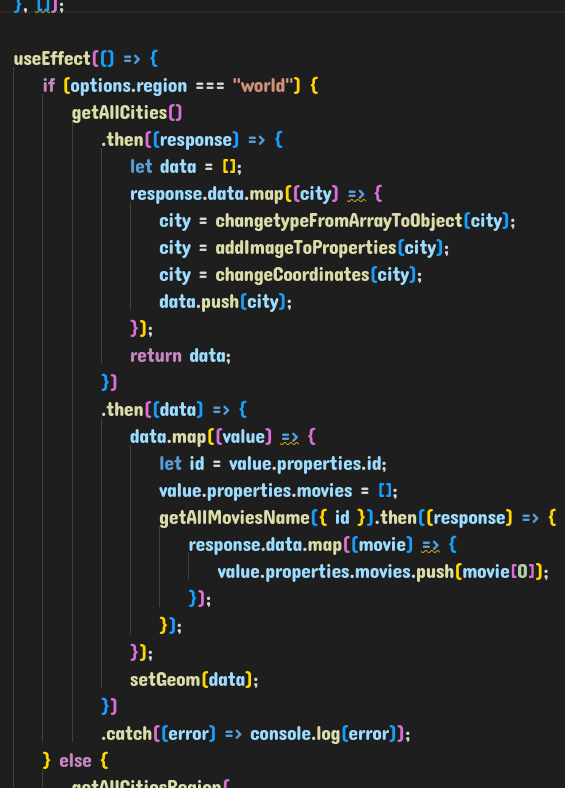 }, []);
useEffect(() => {
if (options.region === "world") {
getAllCities()
.then((response) => {
let data = [];
response.data.map((city) => {
city = changetypeFromArrayToObject(city);
city = addImageToProperties(city);
city = changeCoordinates(city);
data.push(city);
});
return data;
})
.then((data) => {
data.map((value) => {
let id = value.properties.id;
value.properties.movies = [];
getAllMoviesName({ id }).then((response) => {
response.data.map((movie) => {
value.properties.movies.push(movie[0]);
});
});
});
setGeom(data);
})
.catch((error) => console.log(error));
} else {
getAllCitiesRegion(